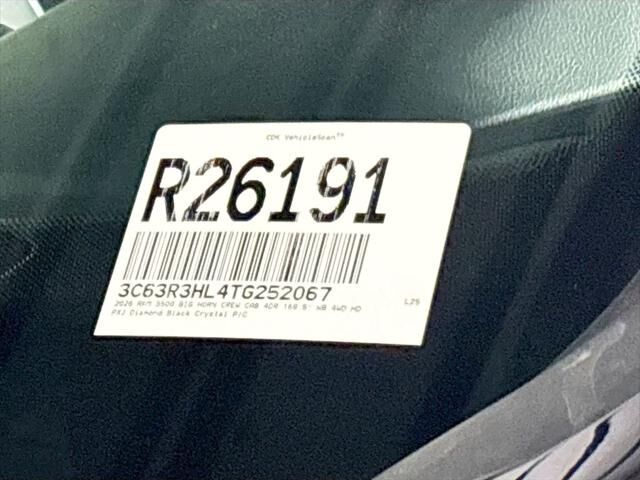 CDK VehicleScan™
R26191
3C63R3HL4TG252067
2026 RAM 3500 BIG HORN CREW CAB 4DR 169.5" WB 4WD HD
L25
PXJ Diamond Black Crystal P/C